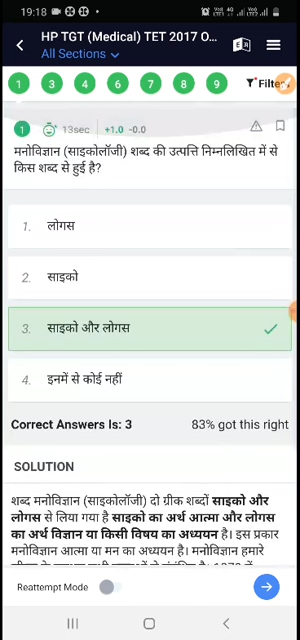 19:18
HP TGT (Medical) TET 2017 O...
All Sections
1 3 4 6 7 8 9 Filter
1 13sec +1.0 -0.0
मनोविज्ञान (साइकोलॉजी) शब्द की उत्पत्ति निम्नलिखित में से
किस शब्द से हुई है?
1. लोगस
2. साइको
3. साइको और लोगस
4. इनमें से कोई नहीं
Correct Answers Is: 3 83% got this right
SOLUTION
शब्द मनोविज्ञान (साइकोलॉजी) दो ग्रीक शब्दों साइको और
लोगस से लिया गया है साइको का अर्थ आत्मा और लोगस
का अर्थ विज्ञान या किसी विषय का अध्ययन है। इस प्रकार
मनोविज्ञान आत्मा या मन का अध्ययन है। मनोविज्ञान हमारे
Reattempt Mode